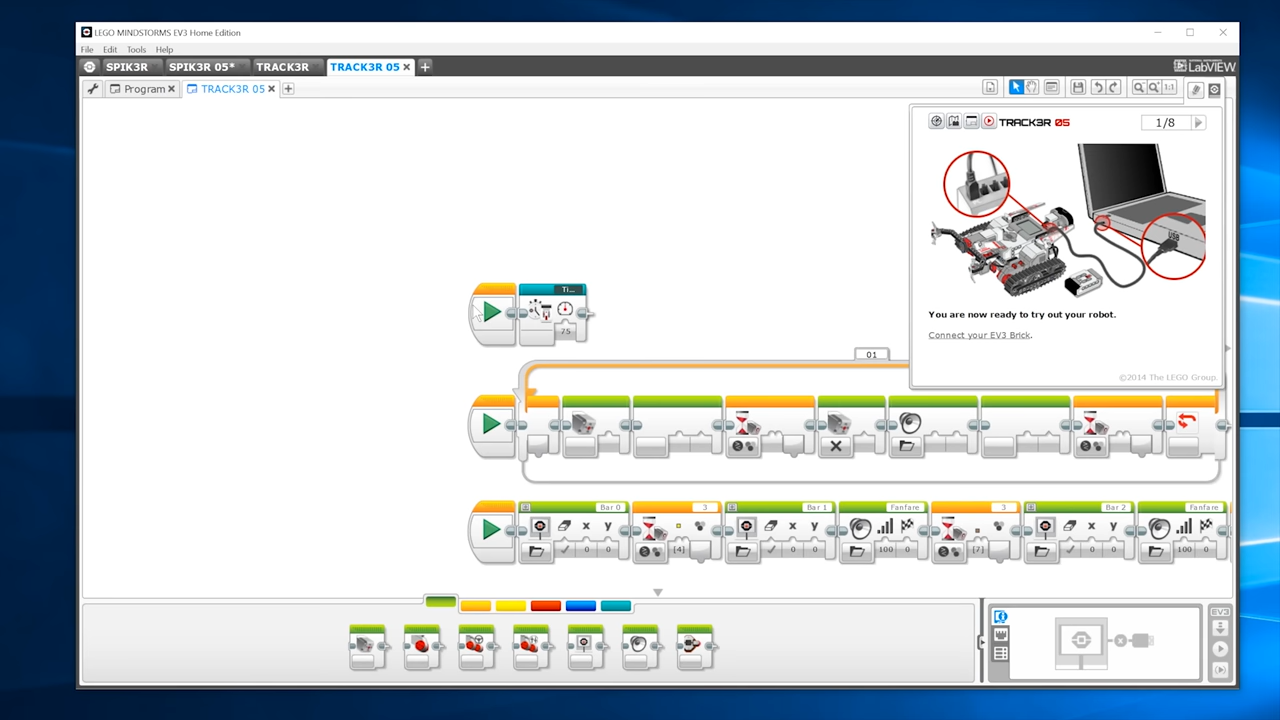 LEGO MINDSTORMS EV3 Home Edition
File Edit Tools Help
SPIK3R SPIK3R 05* TRACK3R TRACK3R 05 LabVIEW
Program TRACK3R 05
1:1
TRACK3R 05 1/8
USB
You are now ready to try out your robot.
Connect your EV3 Brick.
©2014 The LEGO Group.
Ti...
75
01
Bar 0 3 Bar 1 Fanfare 3 Bar 2 Fanfare
x y x y x y
0 0 [4] 0 0 100 0 [7] 0 0 100 0
EV3